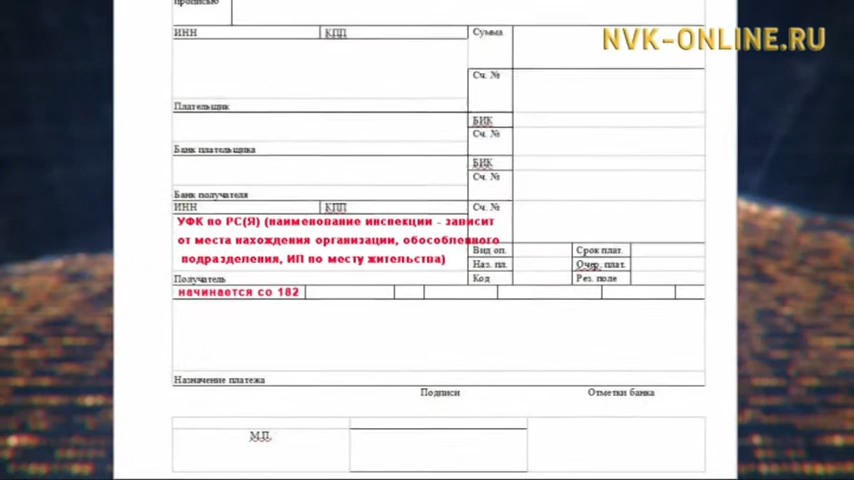 прописью
NVK-ONLINE.RU
ИНН КПП Сумма
Сч. №
Плательщик
БИК
Сч. №
Банк плательщика
БИК
Сч. №
Банк получателя
ИНН КПП Сч. №
УФК по РС(Я) (наименование инспекции - зависит
от места нахождения организации, обособленного
подразделения, ИП по месту жительства)
Вид оп. Срок плат.
Наз. пл. Очер. плат.
Получатель Код Рез. поле
начинается со 182
Назначение платежа
Подписи Отметки банка
М.П.